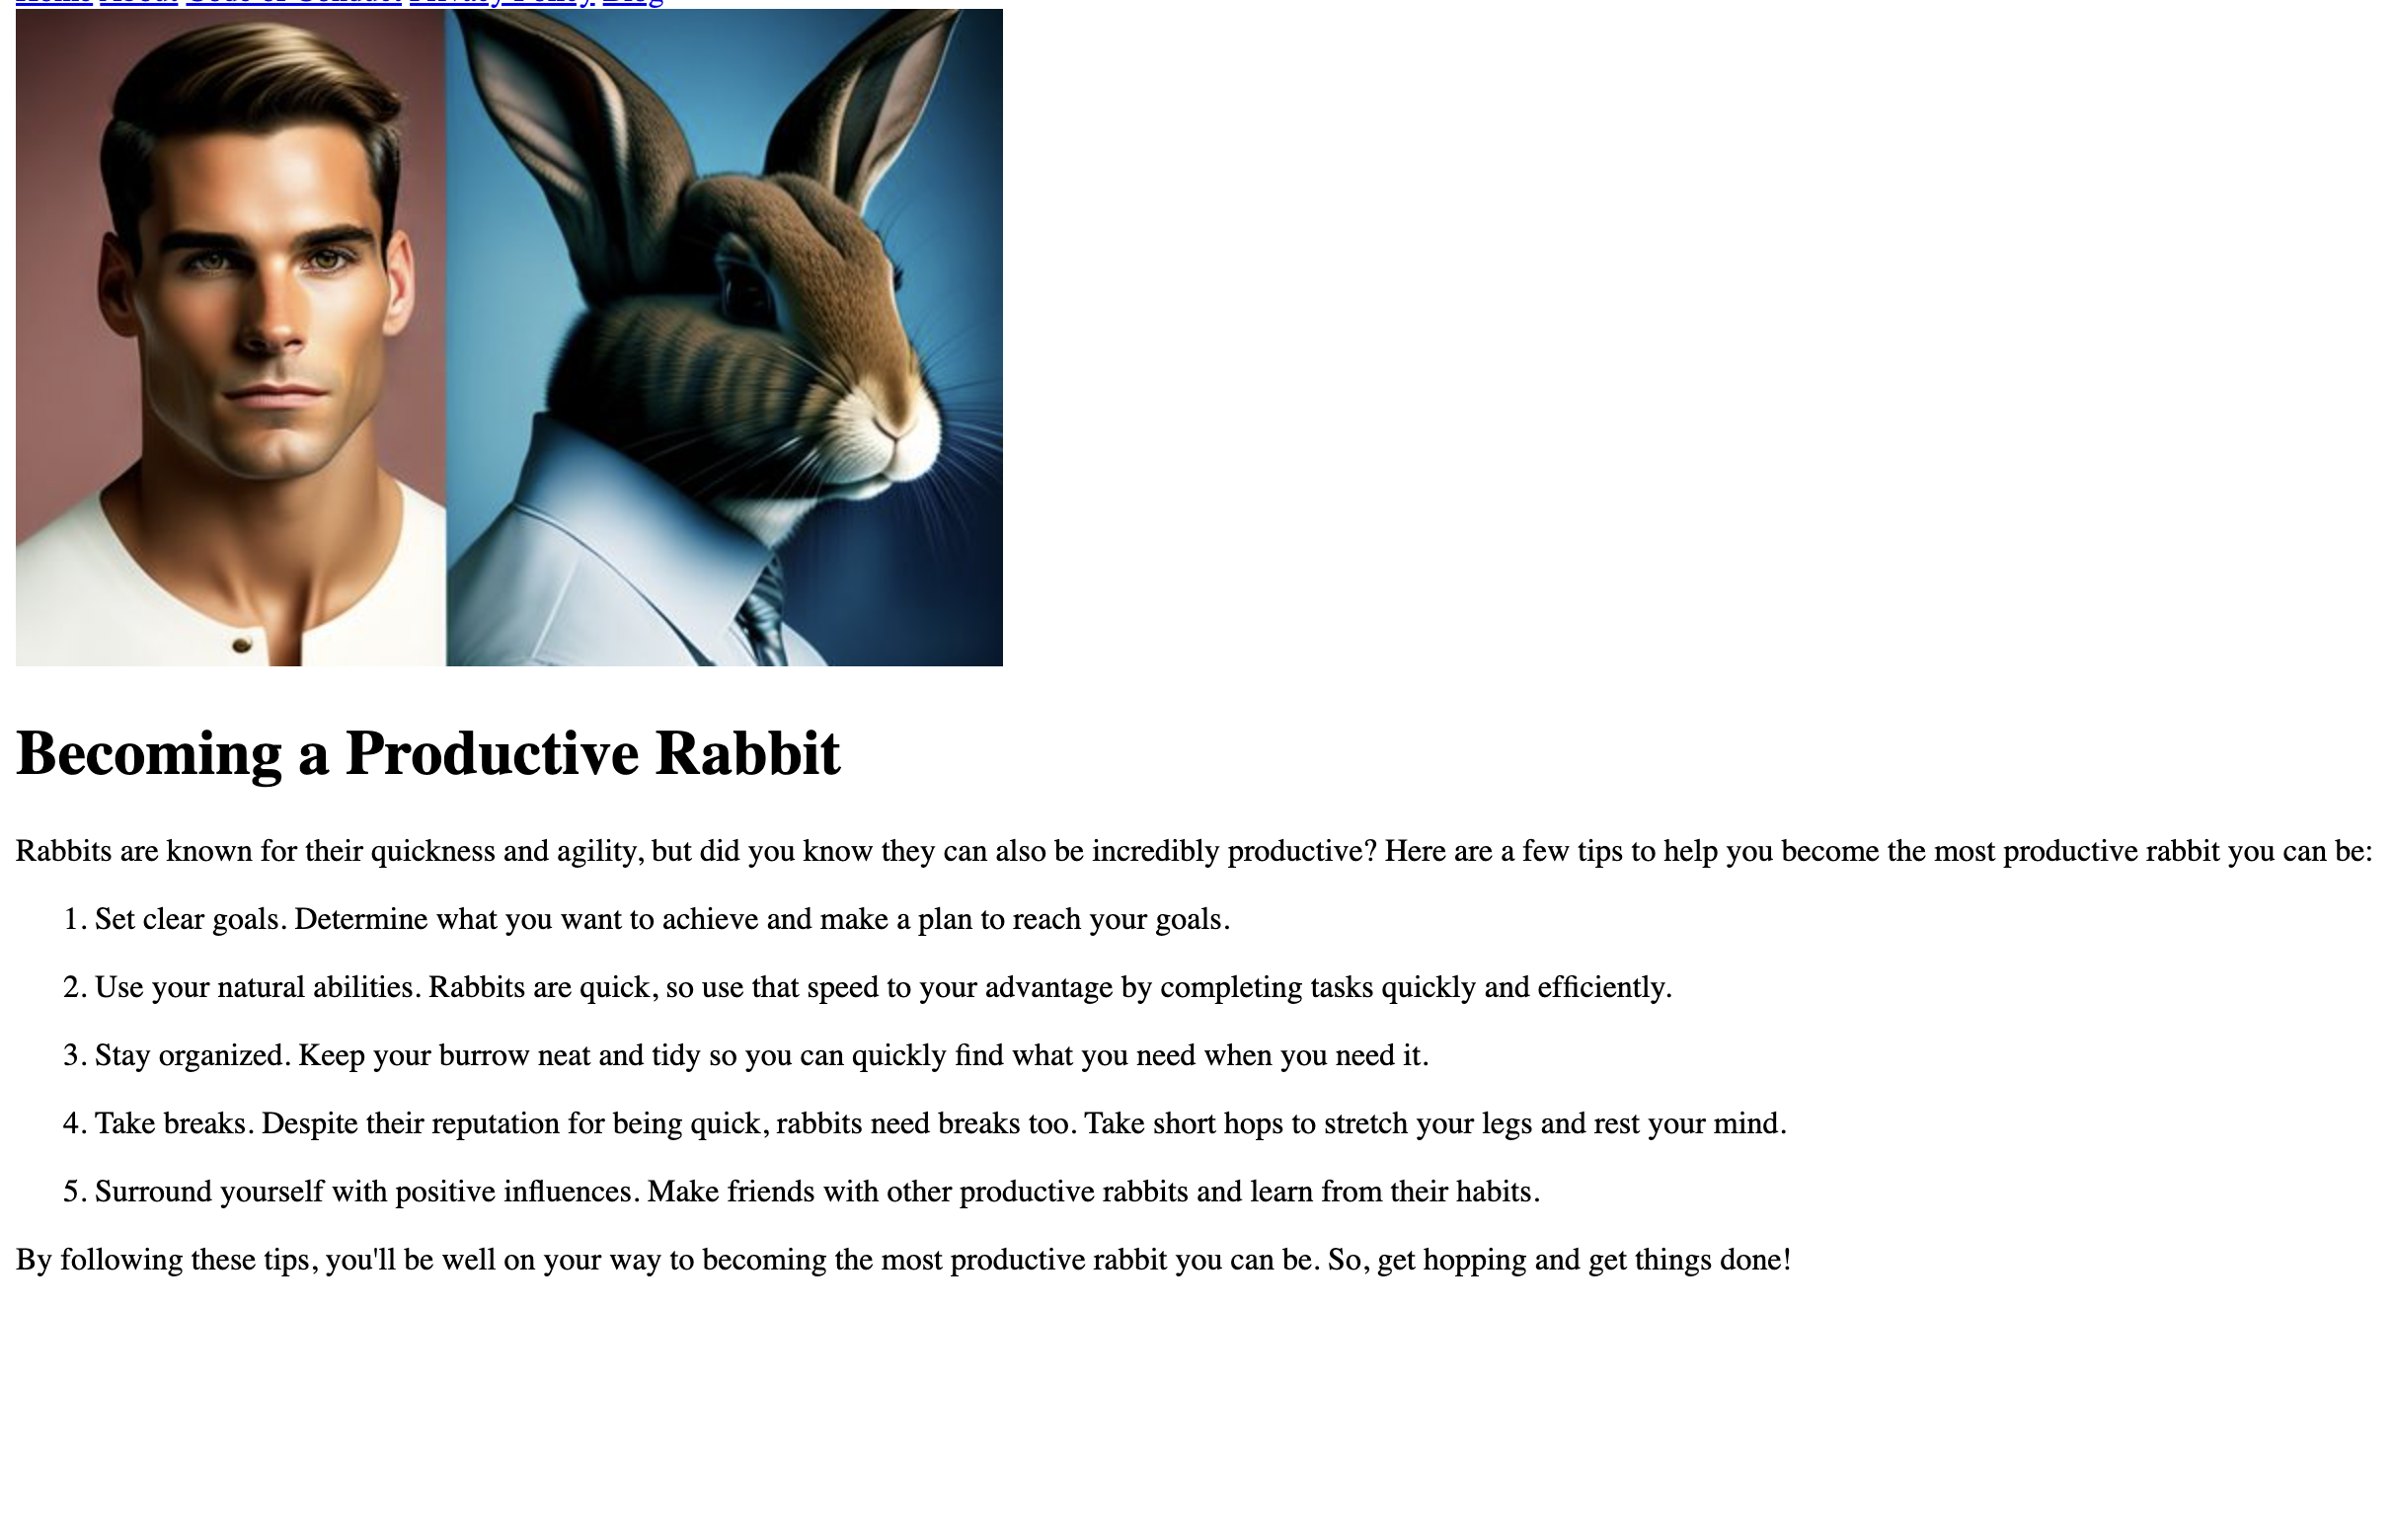 Home About Code of Conduct Privacy Policy Blog
Becoming a Productive Rabbit
Rabbits are known for their quickness and agility, but did you know they can also be incredibly productive? Here are a few tips to help you become the most productive rabbit you can be:
1. Set clear goals. Determine what you want to achieve and make a plan to reach your goals.
2. Use your natural abilities. Rabbits are quick, so use that speed to your advantage by completing tasks quickly and efficiently.
3. Stay organized. Keep your burrow neat and tidy so you can quickly find what you need when you need it.
4. Take breaks. Despite their reputation for being quick, rabbits need breaks too. Take short hops to stretch your legs and rest your mind.
5. Surround yourself with positive influences. Make friends with other productive rabbits and learn from their habits.
By following these tips, you'll be well on your way to becoming the most productive rabbit you can be. So, get hopping and get things done!